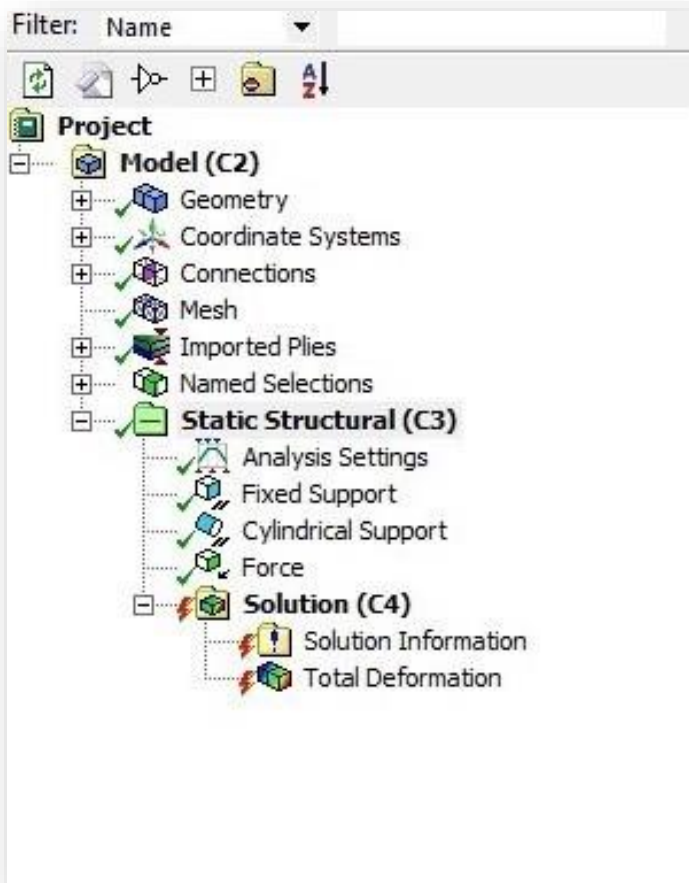 Filter: Name
Project
Model (C2)
Geometry
Coordinate Systems
Connections
Mesh
Imported Plies
Named Selections
Static Structural (C3)
Analysis Settings
Fixed Support
Cylindrical Support
Force
Solution (C4)
Solution Information
Total Deformation